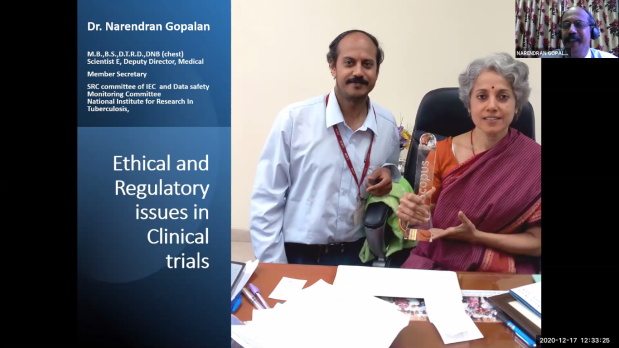 Dr. Narendran Gopalan
M.B.,B.S.,D.T.R.D.,DNB (chest)
Scientist E, Deputy Director, Medical
Member Secretary
SRC committee of IEC and Data safety
Monitoring Committee
National Institute for Research In
Tuberculosis,
Ethical and
Regulatory
issues in
Clinical
trials
NARENDRAN GOPAL...
copus
2020-12-17 12:33:25